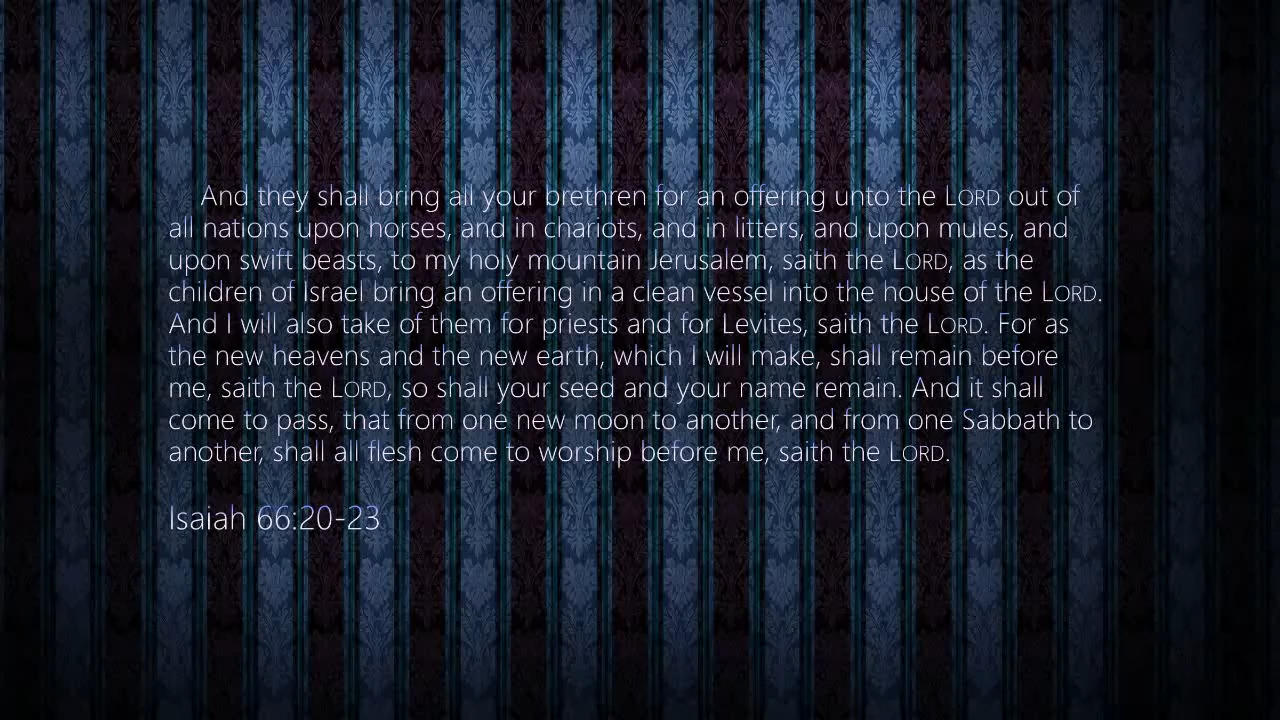 And they shall bring all your brethren for an offering unto the LORD out of
all nations upon horses, and in chariots, and in litters, and upon mules, and
upon swift beasts, to my holy mountain Jerusalem, saith the LORD, as the
children of Israel bring an offering in a clean vessel into the house of the LORD.
And I will also take of them for priests and for Levites, saith the LORD. For as
the new heavens and the new earth, which I will make, shall remain before
me, saith the LORD, so shall your seed and your name remain. And it shall
come to pass, that from one new moon to another, and from one Sabbath to
another, shall all flesh come to worship before me, saith the LORD.
Isaiah 66:20-23